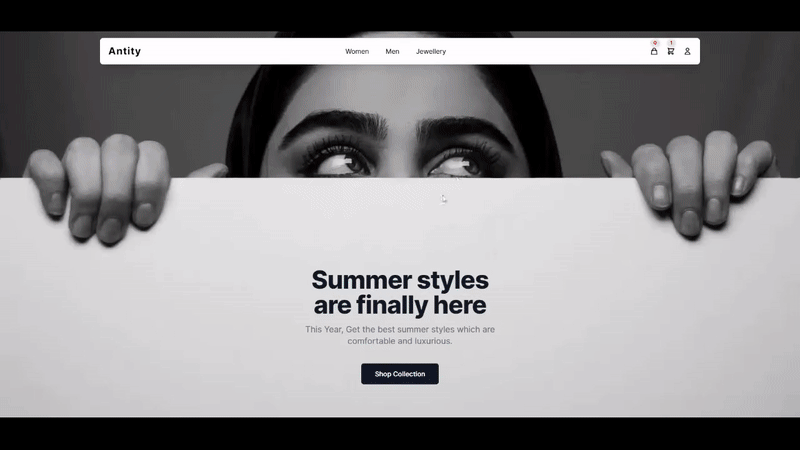 Antity
Women
Men
Jewellery
0
1
Summer styles
are finally here
This Year, Get the best summer styles which are
comfortable and luxurious.
Shop Collection